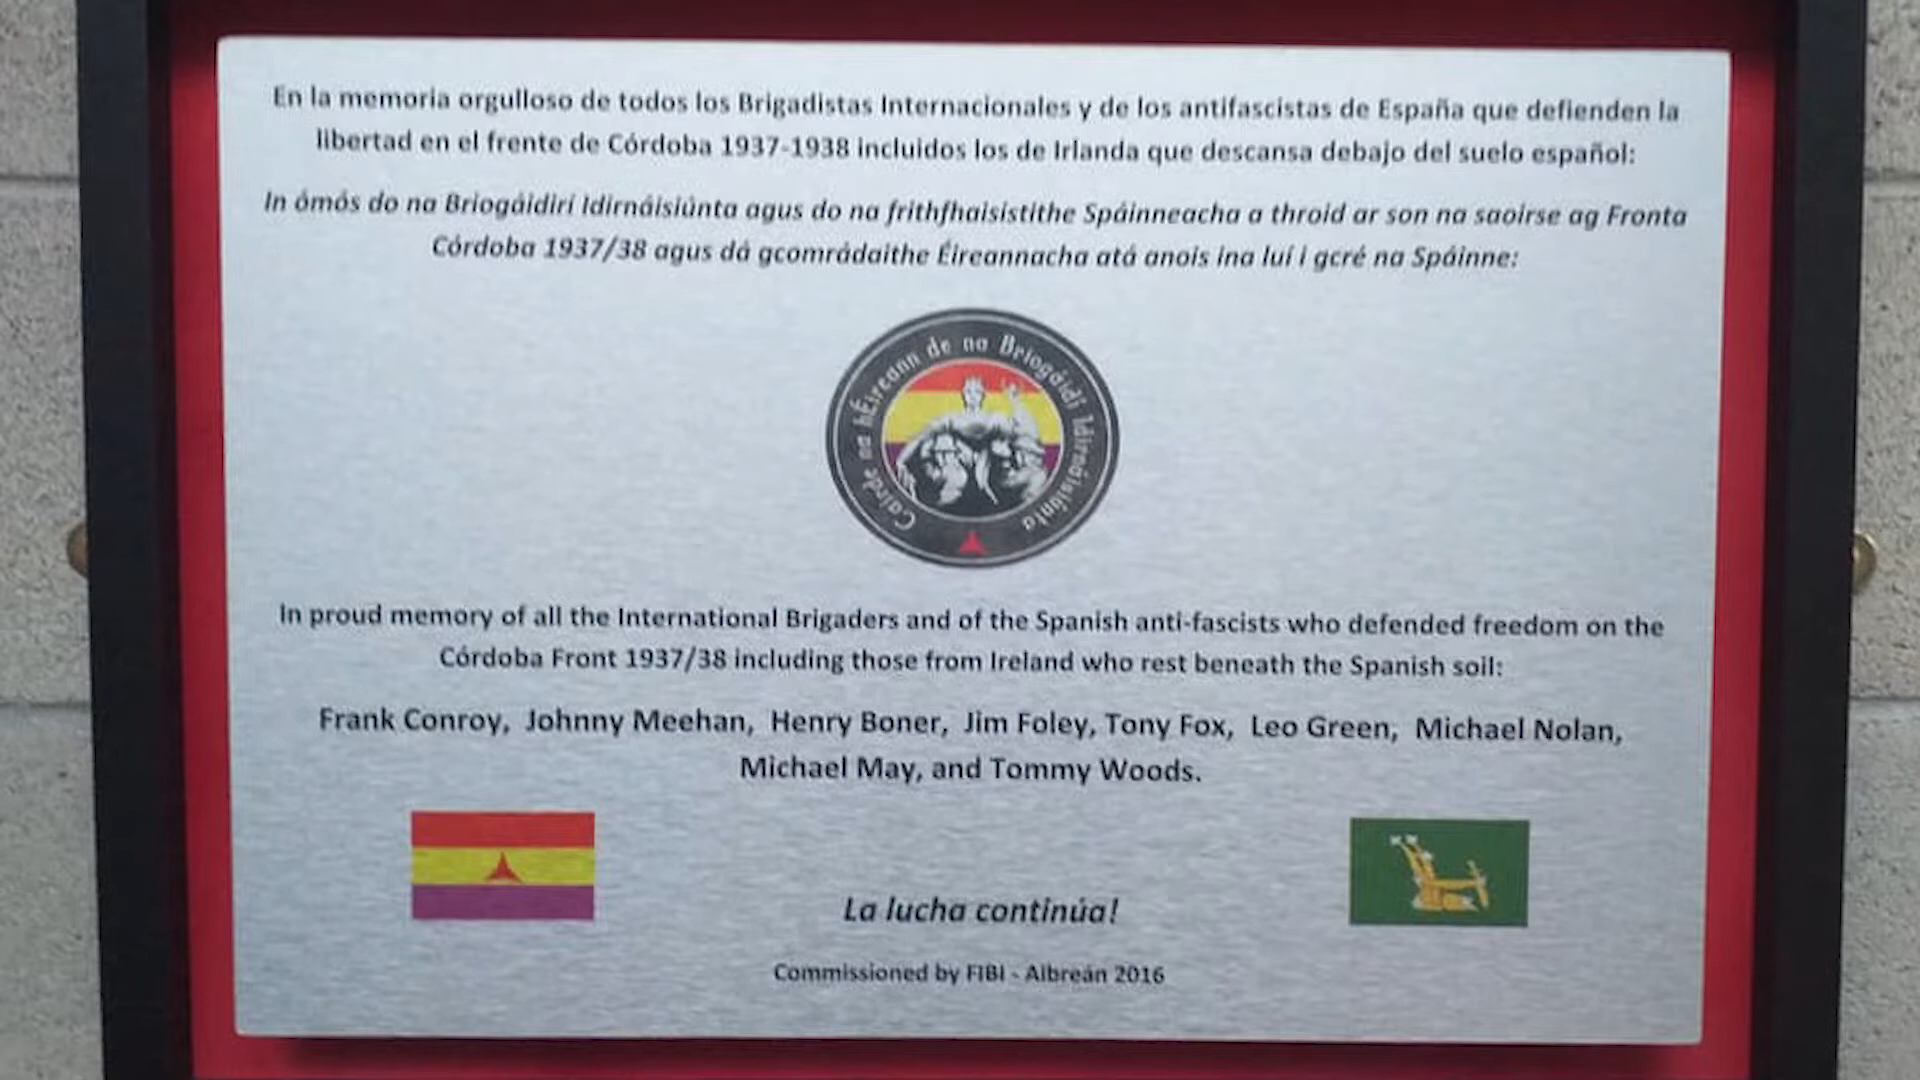 En la memoria orgulloso de todos los Brigadistas Internacionales y de los antifascistas de España que defienden la
libertad en el frente de Córdoba 1937-1938 incluidos los de Irlanda que descansa debajo del suelo español:
In ómós do na Briogáidirí Idirnáisiúnta agus do na frithfhaisistithe Spáinneacha a throid ar son na saoirse ag Fronta
Córdoba 1937/38 agus dá gcomrádaithe Éireannacha atá anois ina luí i gcré na Spáinne:
Cairde na hÉireann de na Briogáidí Idirnáisiúnta
In proud memory of all the International Brigaders and of the Spanish anti-fascists who defended freedom on the
Córdoba Front 1937/38 including those from Ireland who rest beneath the Spanish soil:
Frank Conroy, Johnny Meehan, Henry Boner, Jim Foley, Tony Fox, Leo Green, Michael Nolan,
Michael May, and Tommy Woods.
La lucha continúa!
Commissioned by FIBI - Aibreán 2016